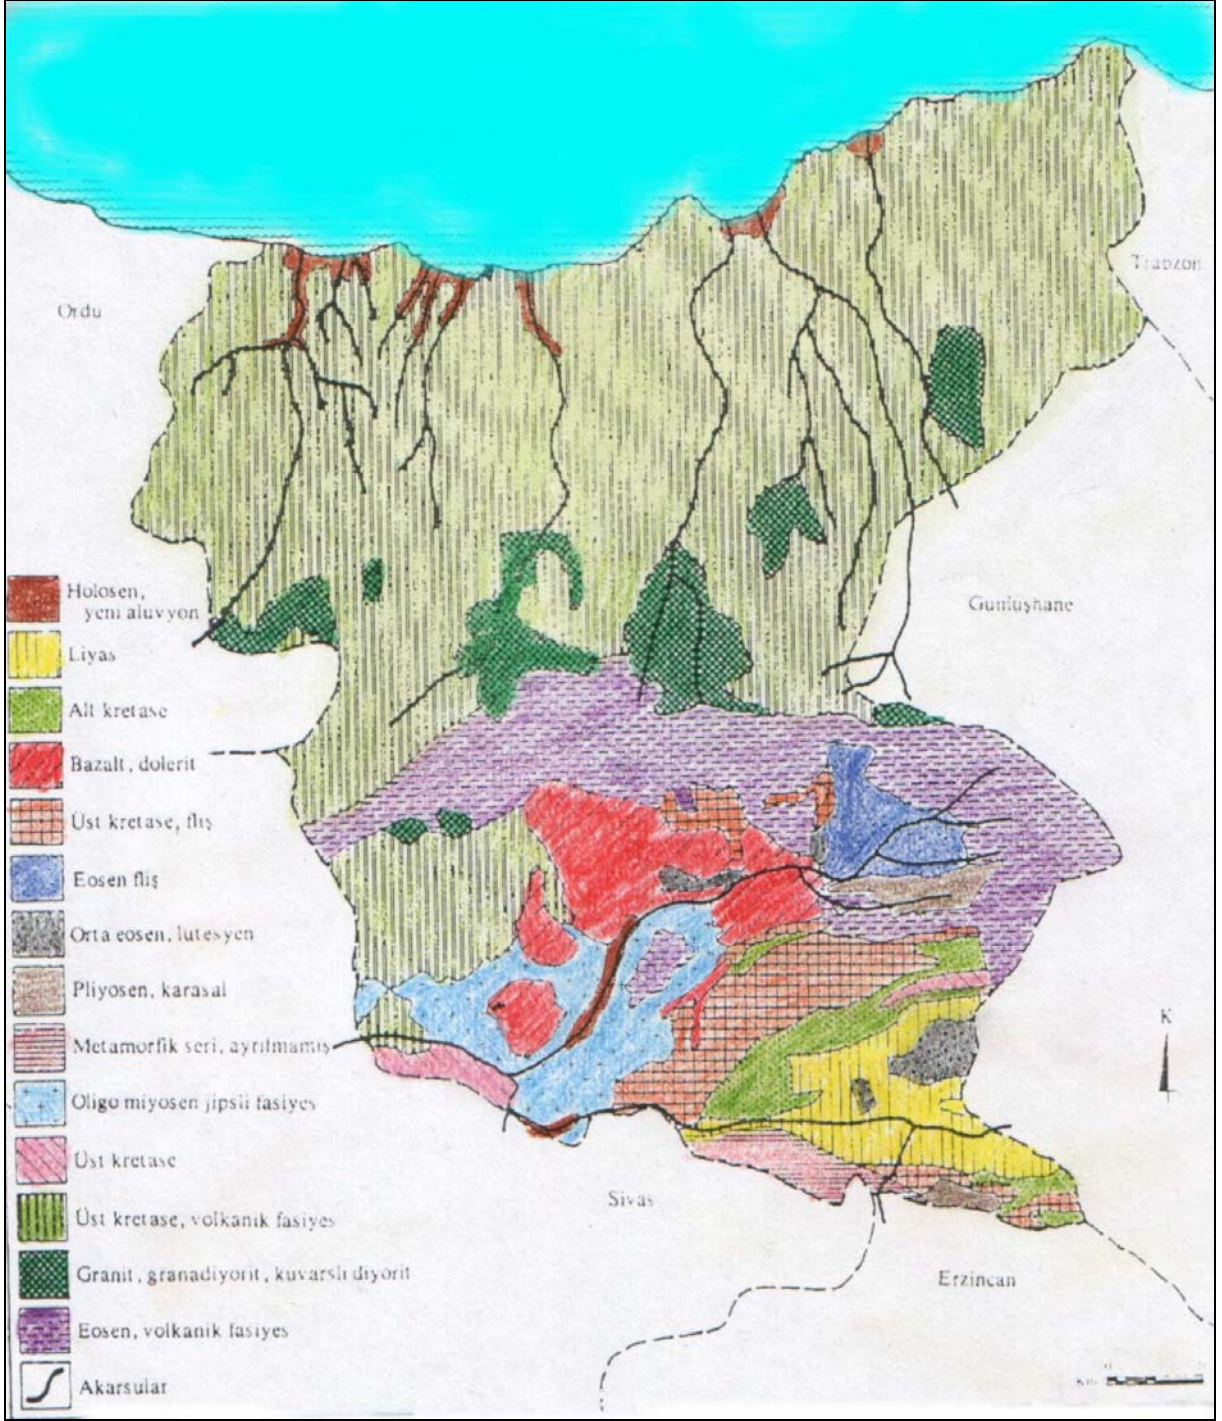 Ordu
Trabzon
Gumuşhane
Holosen,
yeni aluvyon
Liyas
Alt kretase
Bazalt, dolerit
Üst kretase, fliş
Eosen fliş
Orta eosen, lutesyen
Pliyosen, karasal
Metamorfik seri, ayrılmamış
Oligo miyosen jipsli fasiyes
Üst kretase
Üst kretase, volkanik fasiyes
Granit, granadiyorit, kuvarslı diyorit
Eosen, volkanik fasiyes
Akarsular
K
Sivas
Erzincan
Km